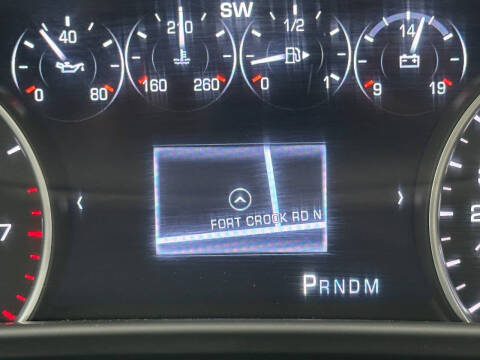 SW
40 210 1/2 14
0 80 160 260 0 1 9 19
7
FORT CROOK RD N
PRNDM